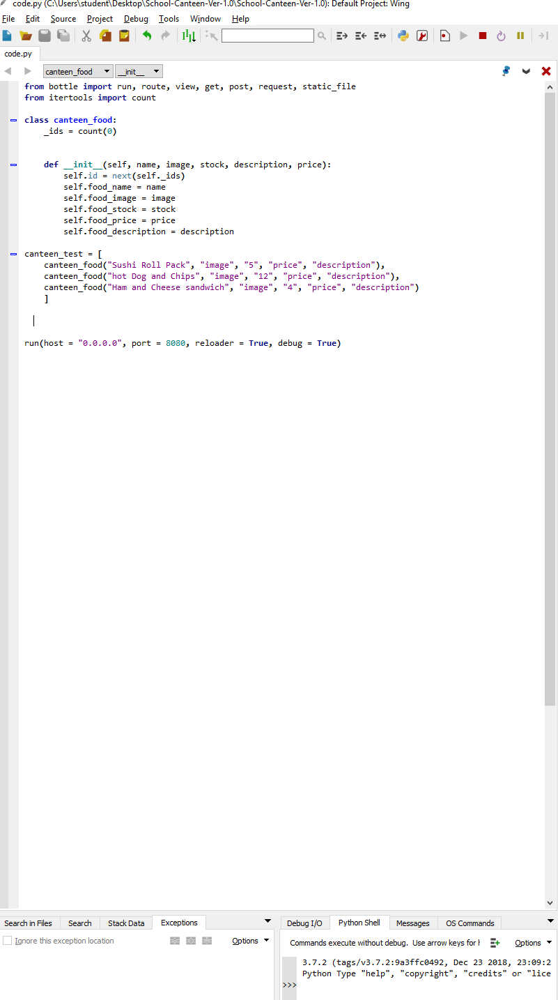 code.py (C:\Users\student\Desktop\School-Canteen-Ver-1.0\School-Canteen-Ver-1.0): Default Project: Wing
File Edit Source Project Debug Tools Window Help
code.py
canteen_food __init__
from bottle import run, route, view, get, post, request, static_file
from itertools import count
class canteen_food:
_ids = count(0)
def __init__(self, name, image, stock, description, price):
self.id = next(self._ids)
self.food_name = name
self.food_image = image
self.food_stock = stock
self.food_price = price
self.food_description = description
canteen_test = [
canteen_food("Sushi Roll Pack", "image", "5", "price", "description"),
canteen_food("hot Dog and Chips", "image", "12", "price", "description"),
canteen_food("Ham and Cheese sandwich", "image", "4", "price", "description")
]
run(host = "0.0.0.0", port = 8080, reloader = True, debug = True)
Search in Files Search Stack Data Exceptions
Ignore this exception location Options
Debug I/O Python Shell Messages OS Commands
Commands execute without debug. Use arrow keys for h Options
3.7.2 (tags/v3.7.2:9a3ffc0492, Dec 23 2018, 23:09:2
Python Type "help", "copyright", "credits" or "lice
>>>